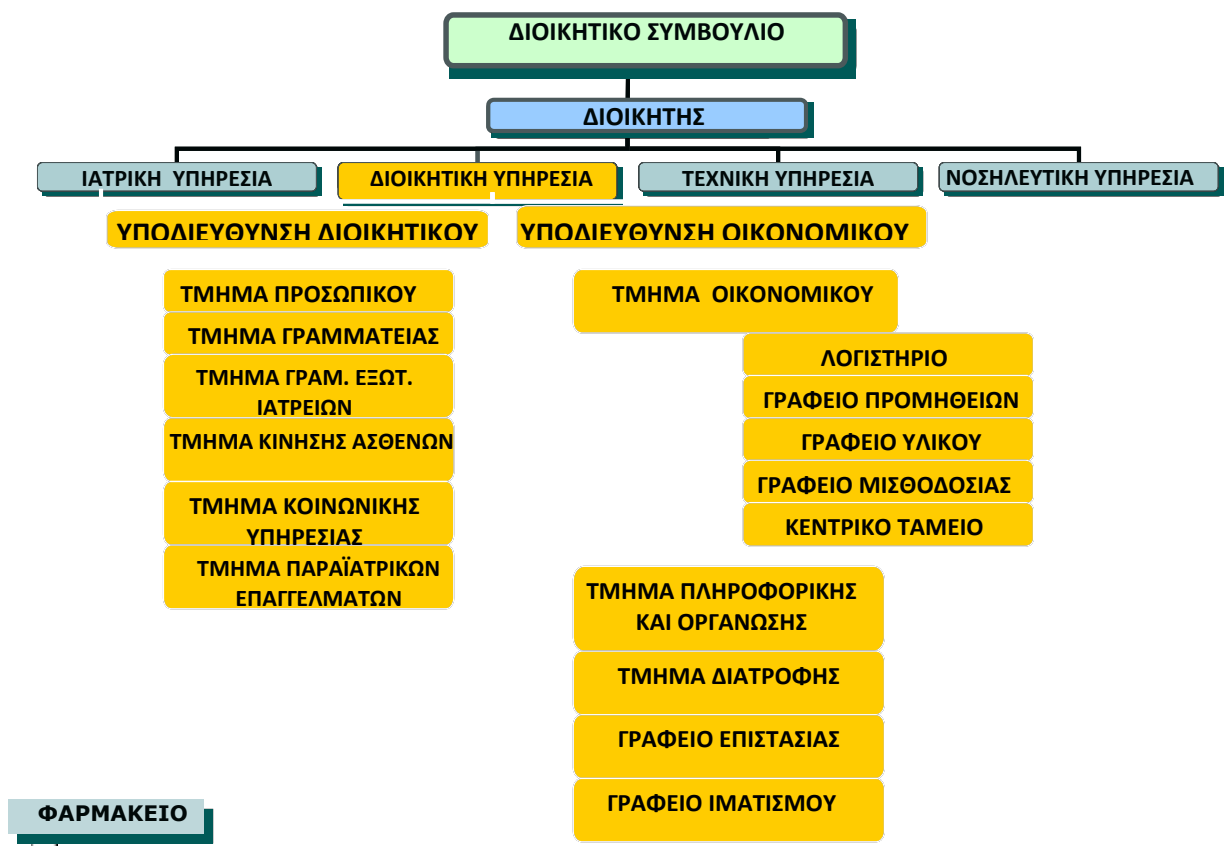 ΔΙΟΙΚΗΤΙΚΟ ΣΥΜΒΟΥΛΙΟ
ΔΙΟΙΚΗΤΗΣ
ΙΑΤΡΙΚΗ ΥΠΗΡΕΣΙΑ
ΔΙΟΙΚΗΤΙΚΗ ΥΠΗΡΕΣΙΑ
ΤΕΧΝΙΚΗ ΥΠΗΡΕΣΙΑ
ΝΟΣΗΛΕΥΤΙΚΗ ΥΠΗΡΕΣΙΑ
ΥΠΟΔΙΕΥΘΥΝΣΗ ΔΙΟΙΚΗΤΙΚΟΥ
ΤΜΗΜΑ ΠΡΟΣΩΠΙΚΟΥ
ΤΜΗΜΑ ΓΡΑΜΜΑΤΕΙΑΣ
ΤΜΗΜΑ ΓΡΑΜ. ΕΞΩΤ.
ΙΑΤΡΕΙΩΝ
ΤΜΗΜΑ ΚΙΝΗΣΗΣ ΑΣΘΕΝΩΝ
ΤΜΗΜΑ ΚΟΙΝΩΝΙΚΗΣ
ΥΠΗΡΕΣΙΑΣ
ΤΜΗΜΑ ΠΑΡΑΪΑΤΡΙΚΩΝ
ΕΠΑΓΓΕΛΜΑΤΩΝ
ΥΠΟΔΙΕΥΘΥΝΣΗ ΟΙΚΟΝΟΜΙΚΟΥ
ΤΜΗΜΑ ΟΙΚΟΝΟΜΙΚΟΥ
ΛΟΓΙΣΤΗΡΙΟ
ΓΡΑΦΕΙΟ ΠΡΟΜΗΘΕΙΩΝ
ΓΡΑΦΕΙΟ ΥΛΙΚΟΥ
ΓΡΑΦΕΙΟ ΜΙΣΘΟΔΟΣΙΑΣ
ΚΕΝΤΡΙΚΟ ΤΑΜΕΙΟ
ΤΜΗΜΑ ΠΛΗΡΟΦΟΡΙΚΗΣ
ΚΑΙ ΟΡΓΑΝΩΣΗΣ
ΤΜΗΜΑ ΔΙΑΤΡΟΦΗΣ
ΓΡΑΦΕΙΟ ΕΠΙΣΤΑΣΙΑΣ
ΓΡΑΦΕΙΟ ΙΜΑΤΙΣΜΟΥ
ΦΑΡΜΑΚΕΙΟ